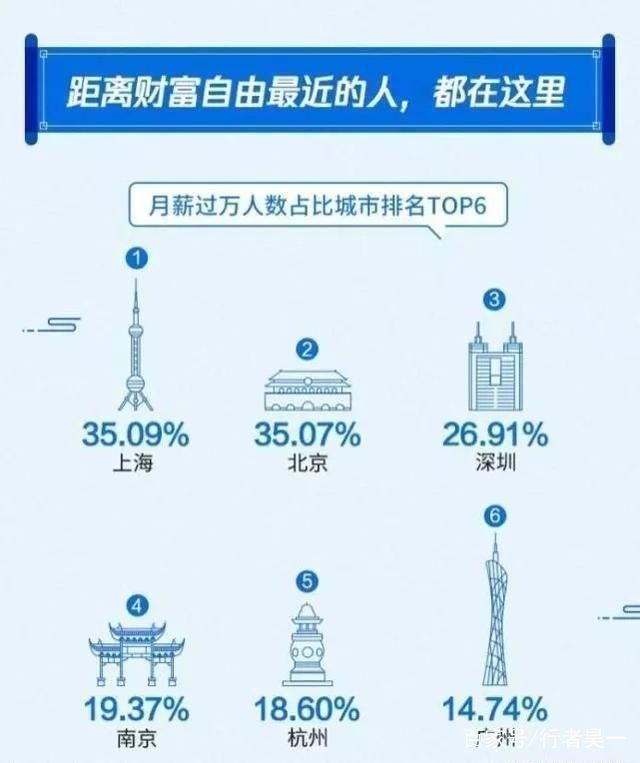 距离财富自由最近的人，都在这里
月薪过万人数占比城市排名TOP6
1
2
3
35.09%
35.07%
26.91%
上海
北京
深圳
4
5
6
19.37%
18.60%
14.74%
南京
杭州
广州
百家号/行者昊一